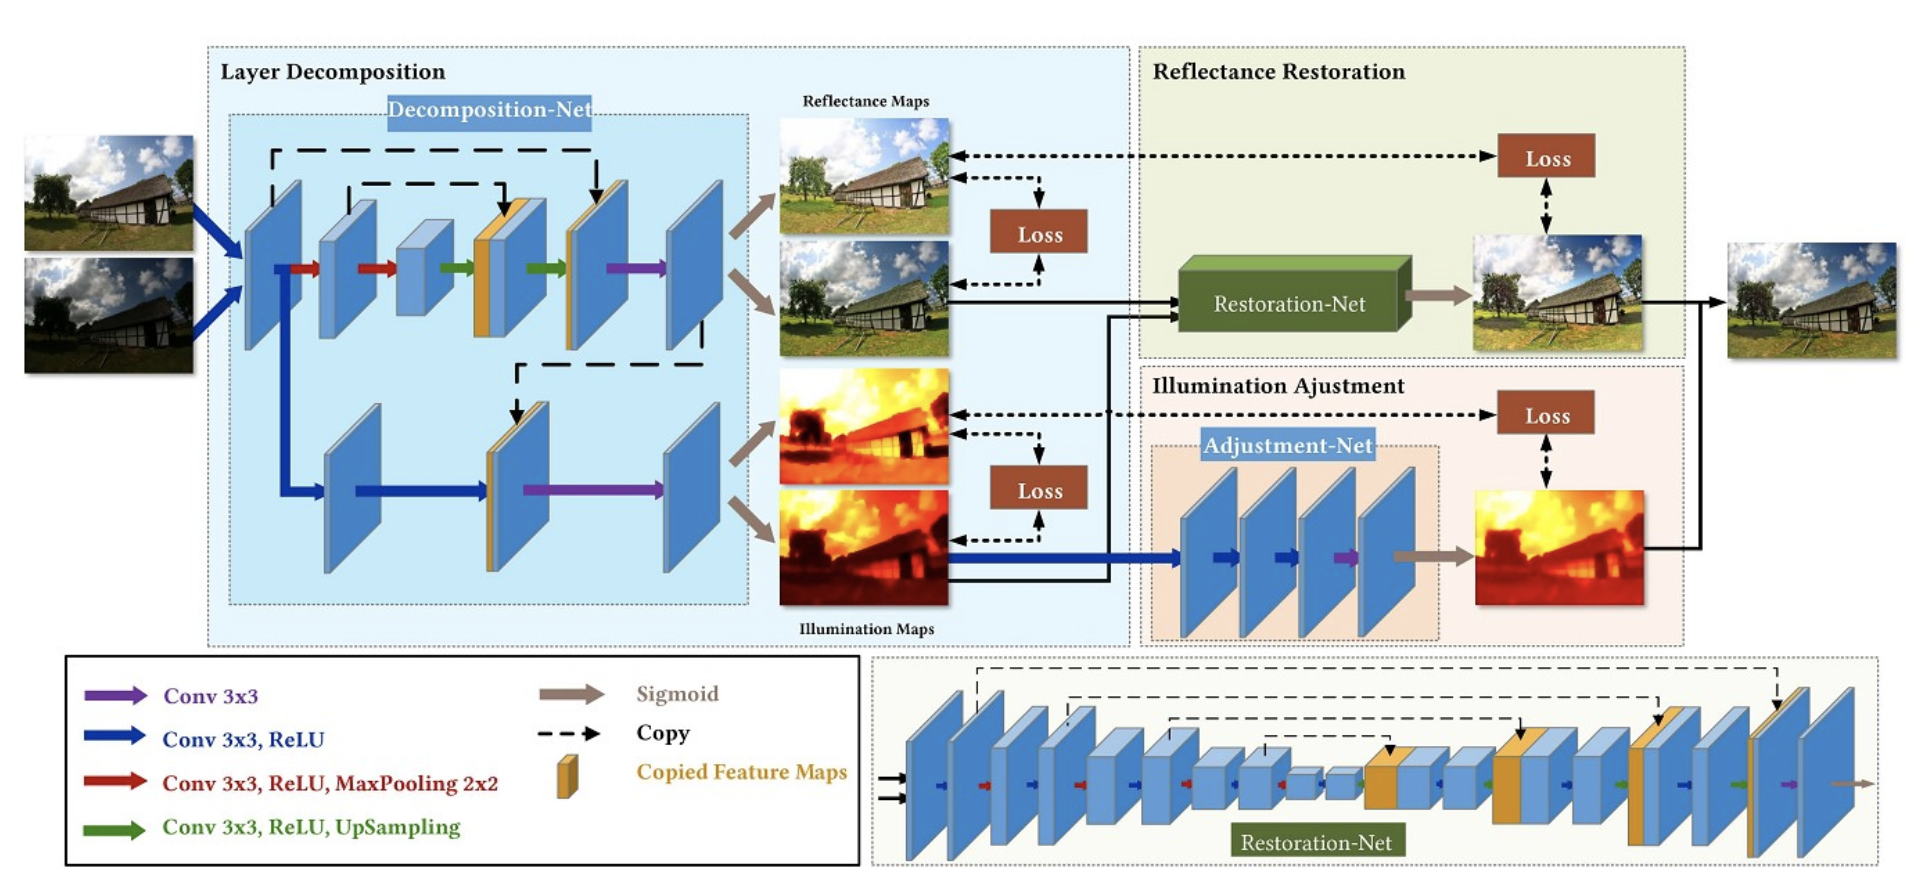 Layer Decomposition
Decomposition-Net
Reflectance Maps
Loss
Loss
Illumination Maps
Reflectance Restoration
Loss
Restoration-Net
Illumination Ajustment
Loss
Adjustment-Net
Conv 3x3
Conv 3x3, ReLU
Conv 3x3, ReLU, MaxPooling 2x2
Conv 3x3, ReLU, UpSampling
Sigmoid
Copy
Copied Feature Maps
Restoration-Net